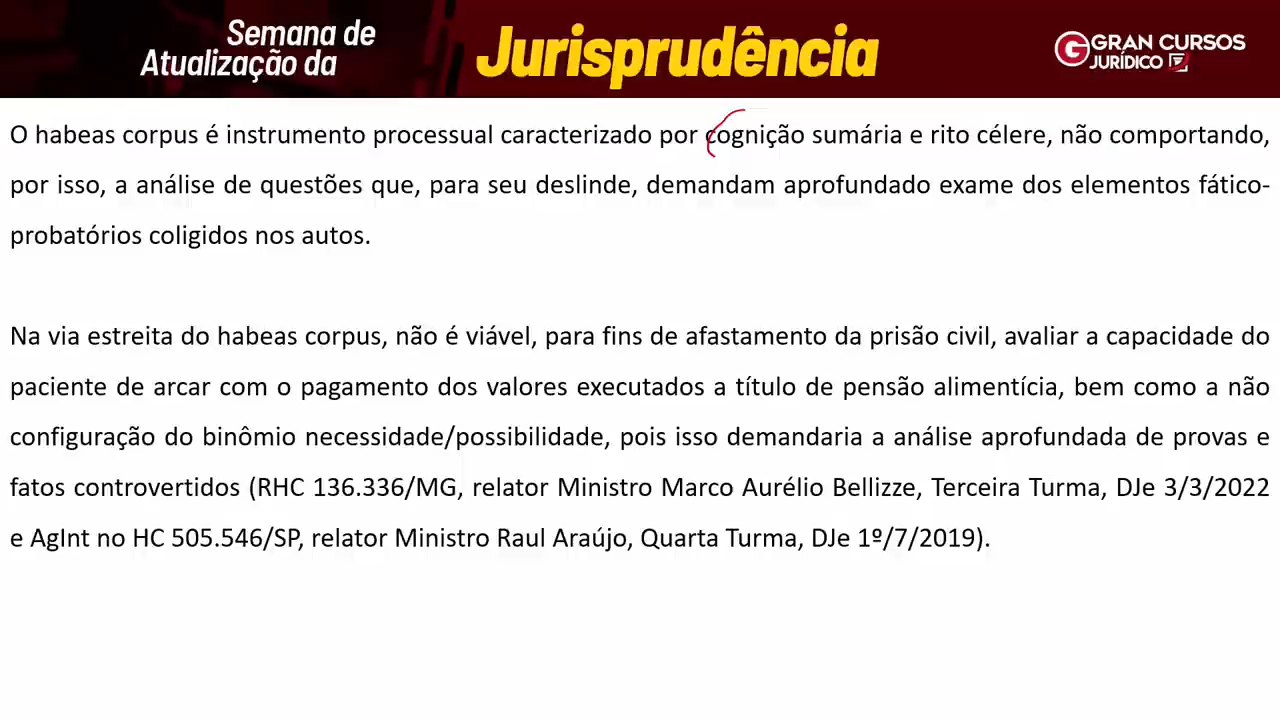 Semana de
Atualização da
Jurisprudência
GRAN CURSOS
JURÍDICO
O habeas corpus é instrumento processual caracterizado por cognição sumária e rito célere, não comportando,
por isso, a análise de questões que, para seu deslinde, demandam aprofundado exame dos elementos fático-
probatórios coligidos nos autos.
Na via estreita do habeas corpus, não é viável, para fins de afastamento da prisão civil, avaliar a capacidade do
paciente de arcar com o pagamento dos valores executados a título de pensão alimentícia, bem como a não
configuração do binômio necessidade/possibilidade, pois isso demandaria a análise aprofundada de provas e
fatos controvertidos (RHC 136.336/MG, relator Ministro Marco Aurélio Bellizze, Terceira Turma, DJe 3/3/2022
e AgInt no HC 505.546/SP, relator Ministro Raul Araújo, Quarta Turma, DJe 1º/7/2019).